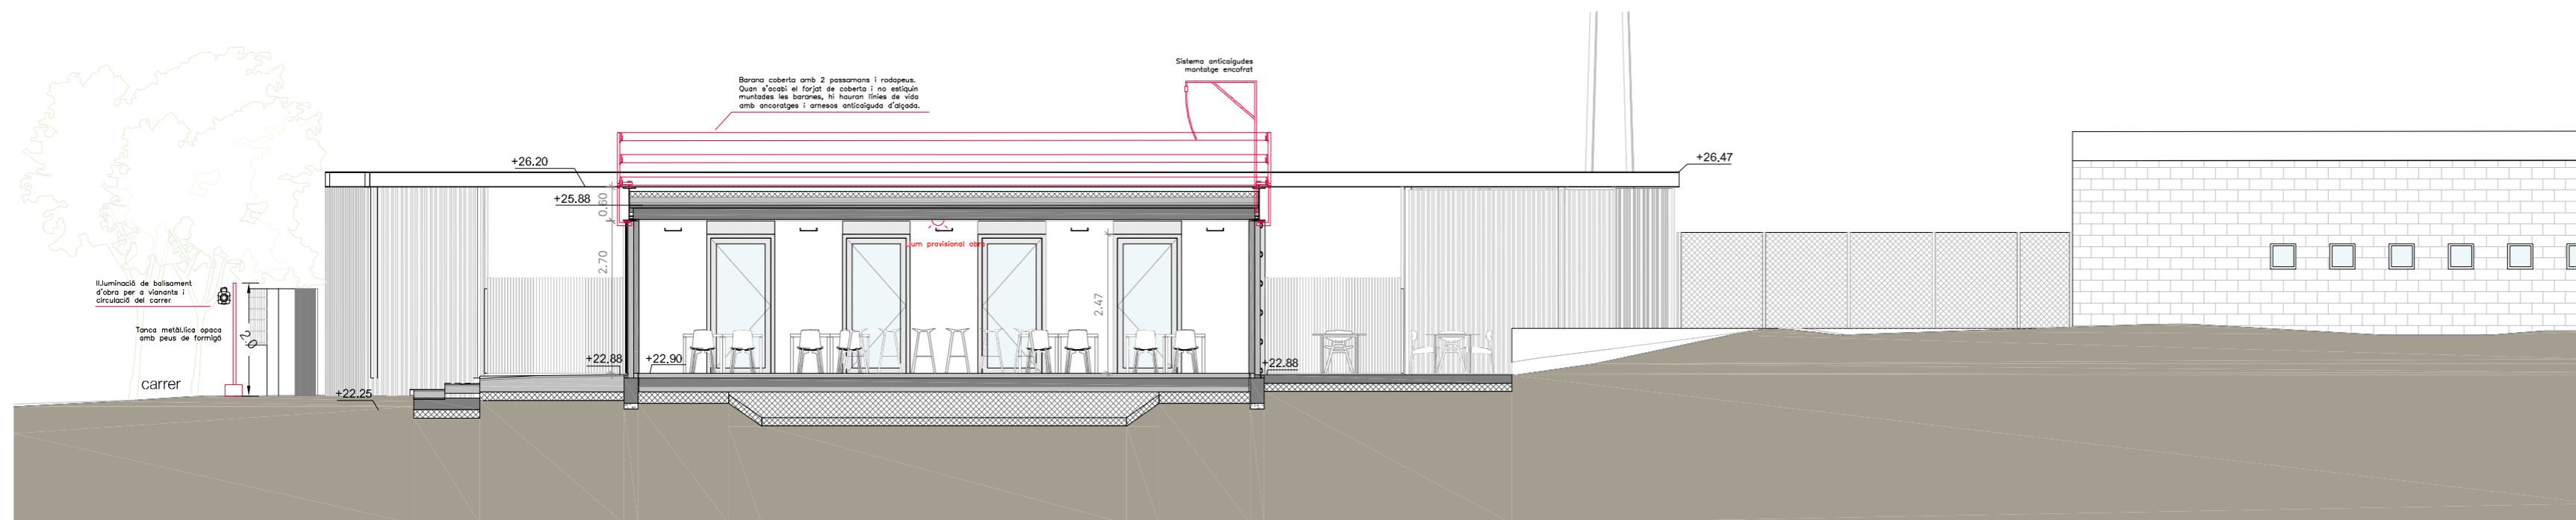 Sistema anticaigudes
montatge encofrat
Barana coberta amb 2 passamans i rodapeus.
Quan s'acabi el forjat de coberta i no estiguin
muntades les baranes, hi hauran línies de vida
amb ancoratges i arnesos anticaiguda d'alçada.
+26.20
+26.47
+25.88
0.60
Llum provisional obra
2.70
2.47
Il.luminació de balisament
d'obra per a vianants i
circulació del carrer
Tanca metàl.lica opaca
amb peus de formigó
2.0
+22.88
+22.90
+22.88
carrer
+22.25